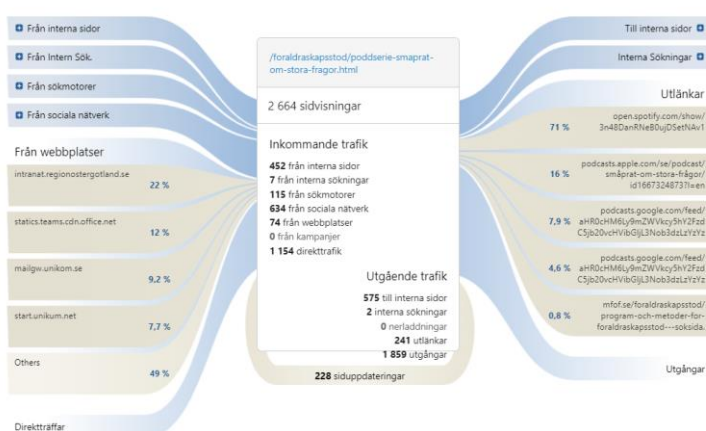 Från interna sidor
Från Intern Sök.
Från sökmotorer
Från sociala nätverk
Från webbplatser
intranat.regionostergotland.se
22 %
statics.teams.cdn.office.net
12 %
mailgw.unikom.se
9,2 %
start.unikum.net
7,7 %
Others
49 %
Direktträffar
/foraldraskapsstod/poddserie-smaprat-
om-stora-fragor.html
2 664 sidvisningar
Inkommande trafik
452 från interna sidor
7 från interna sökningar
115 från sökmotorer
634 från sociala nätverk
74 från webbplatser
0 från kampanjer
1 154 direkttrafik
Utgående trafik
575 till interna sidor
2 interna sökningar
0 nerladdningar
241 utlänkar
1 859 utgångar
228 siduppdateringar
Till interna sidor
Interna Sökningar
Utlänkar
71 %
open.spotify.com/show/
3n48DanRNeB0ujDSetNAv1
16 %
podcasts.apple.com/se/podcast/
småprat-om-stora-frågor/
id1667324873?l=en
7,9 %
podcasts.google.com/feed/
aHR0cHM6Ly9mZWVkcy5hY2Fzd
C5jb20vcHVibGljL3Nob3dzLzYzYz
4,6 %
podcasts.google.com/feed/
aHR0cHM6Ly9mZWVkcy5hY2Fzd
C5jb20vcHVibGljL3Nob3dzLzYzYz
0,8 %
mfof.se/foraldraskapsstod/
program-och-metoder-for-
foraldraskapsstod---soksida.
Utgångar